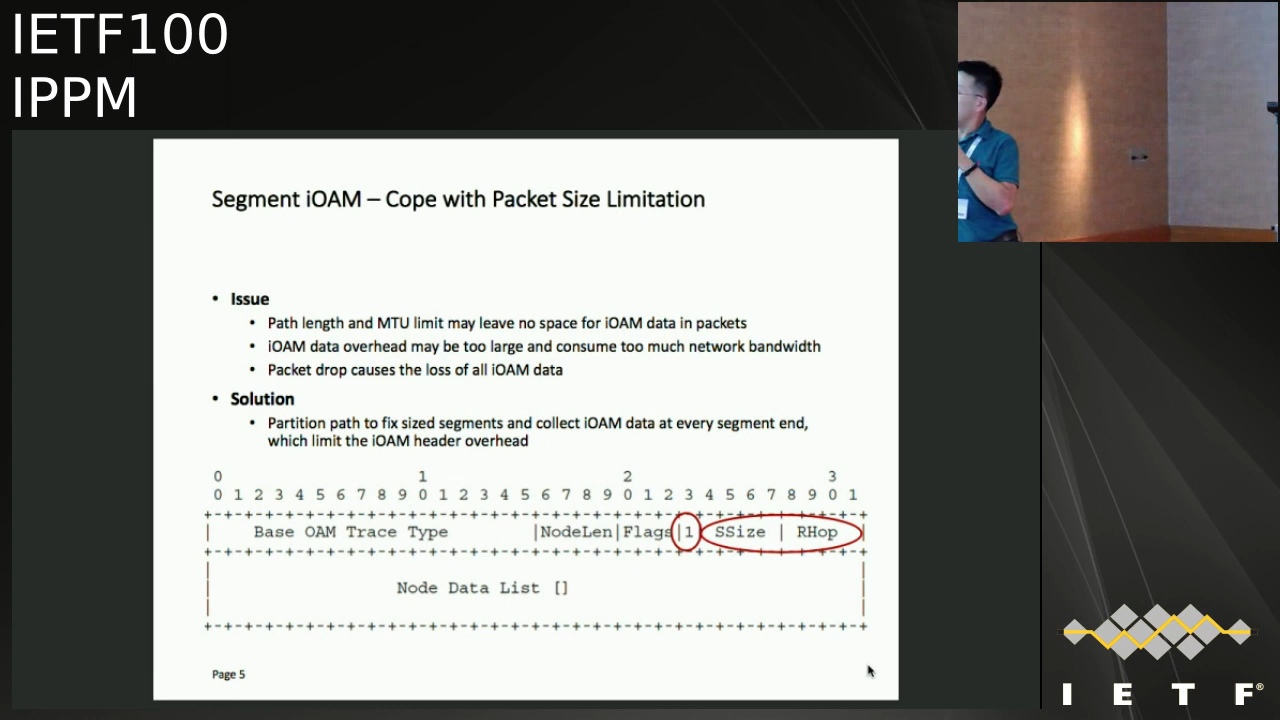 IETF100
IPPM
Segment iOAM – Cope with Packet Size Limitation
• Issue
• Path length and MTU limit may leave no space for iOAM data in packets
• iOAM data overhead may be too large and consume too much network bandwidth
• Packet drop causes the loss of all iOAM data
• Solution
• Partition path to fix sized segments and collect iOAM data at every segment end,
which limit the iOAM header overhead
0 1 2 3
0 1 2 3 4 5 6 7 8 9 0 1 2 3 4 5 6 7 8 9 0 1 2 3 4 5 6 7 8 9 0 1
+-+-+-+-+-+-+-+-+-+-+-+-+-+-+-+-+-+-+-+-+-+-+-+-+-+-+-+-+-+-+-+-+
| Base OAM Trace Type |NodeLen|Flags|1| SSize | RHop |
+-+-+-+-+-+-+-+-+-+-+-+-+-+-+-+-+-+-+-+-+-+-+-+-+-+-+-+-+-+-+-+-+
| |
| Node Data List [] |
| |
+-+-+-+-+-+-+-+-+-+-+-+-+-+-+-+-+-+-+-+-+-+-+-+-+-+-+-+-+-+-+-+-+
Page 5
I E T F®